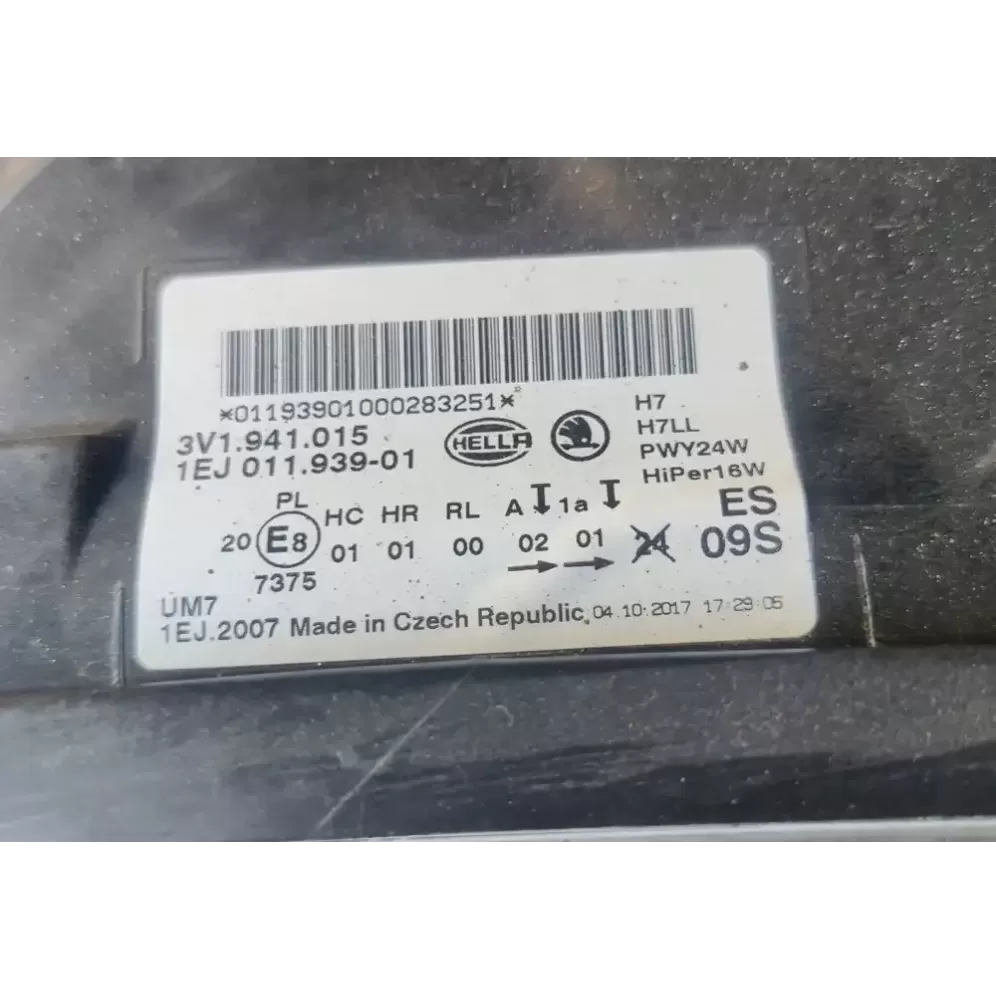 *01193901000283251*
3V1.941.015
1EJ 011.939-01
HELLA
H7
H7LL
PWY24W
HiPer16W
PL HC HR RL A 1a ES
20 E8 01 01 00 02 01 24 09S
7375
UM7
1EJ.2007 Made in Czech Republic. 04.10.2017 17:29:05